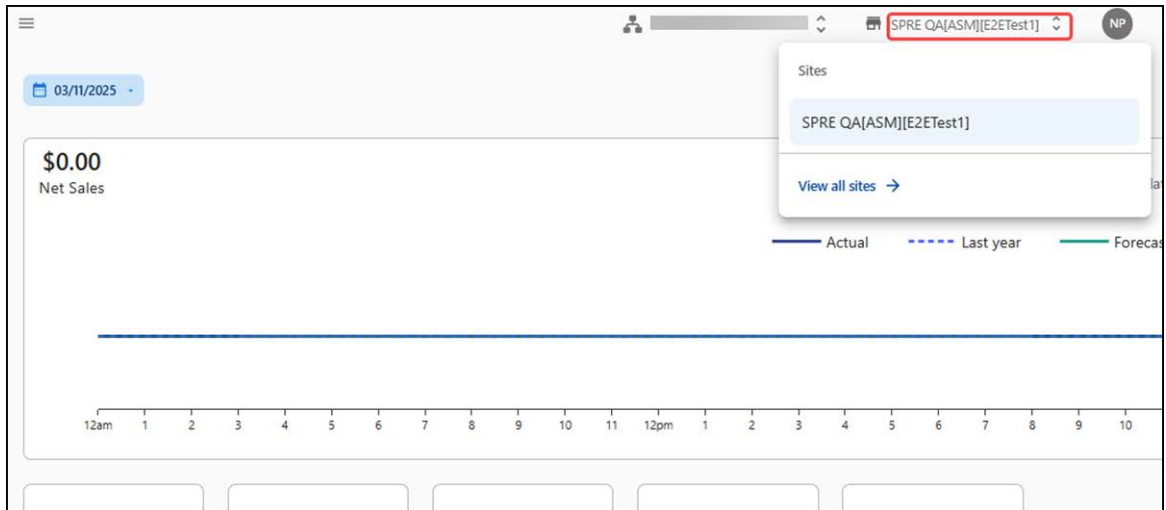 SPRE QA[ASM][E2ETest1]
NP
Sites
03/11/2025
SPRE QA[ASM][E2ETest1]
$0.00
Net Sales
View all sites
Actual
Last year
12am 1 2 3 4 5 6 7 8 9 10 11 12pm 1 2 3 4 5 6 7 8 9 10